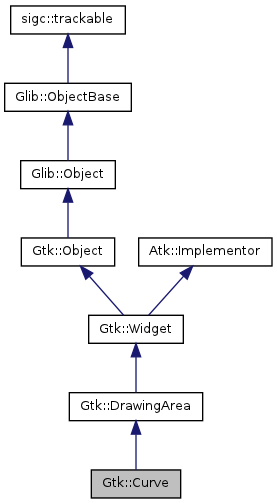 sigc::trackable
Glib::ObjectBase
Glib::Object
Gtk::Object
Atk::Implementor
Gtk::Widget
Gtk::DrawingArea
Gtk::Curve